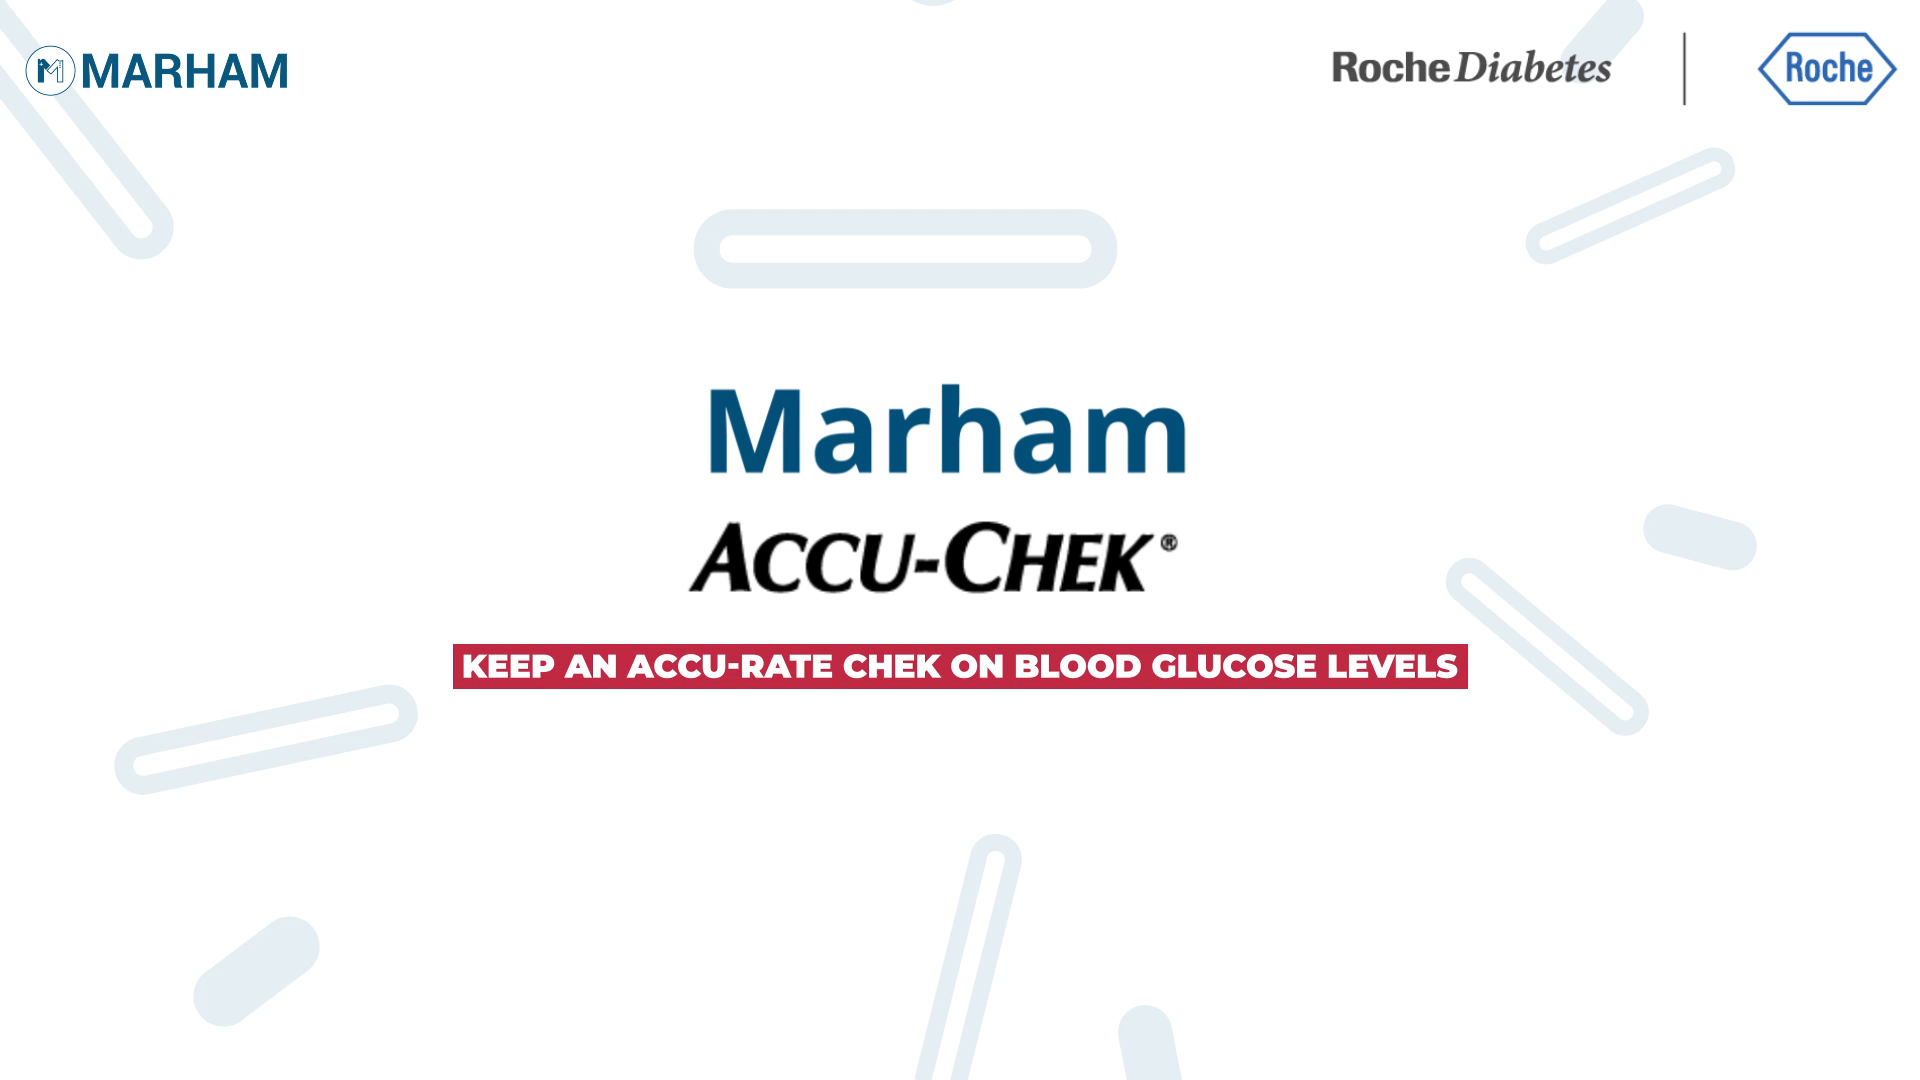 MARHAM
Roche Diabetes
Roche
Marham
ACCU-CHEK®
KEEP AN ACCU-RATE CHEK ON BLOOD GLUCOSE LEVELS